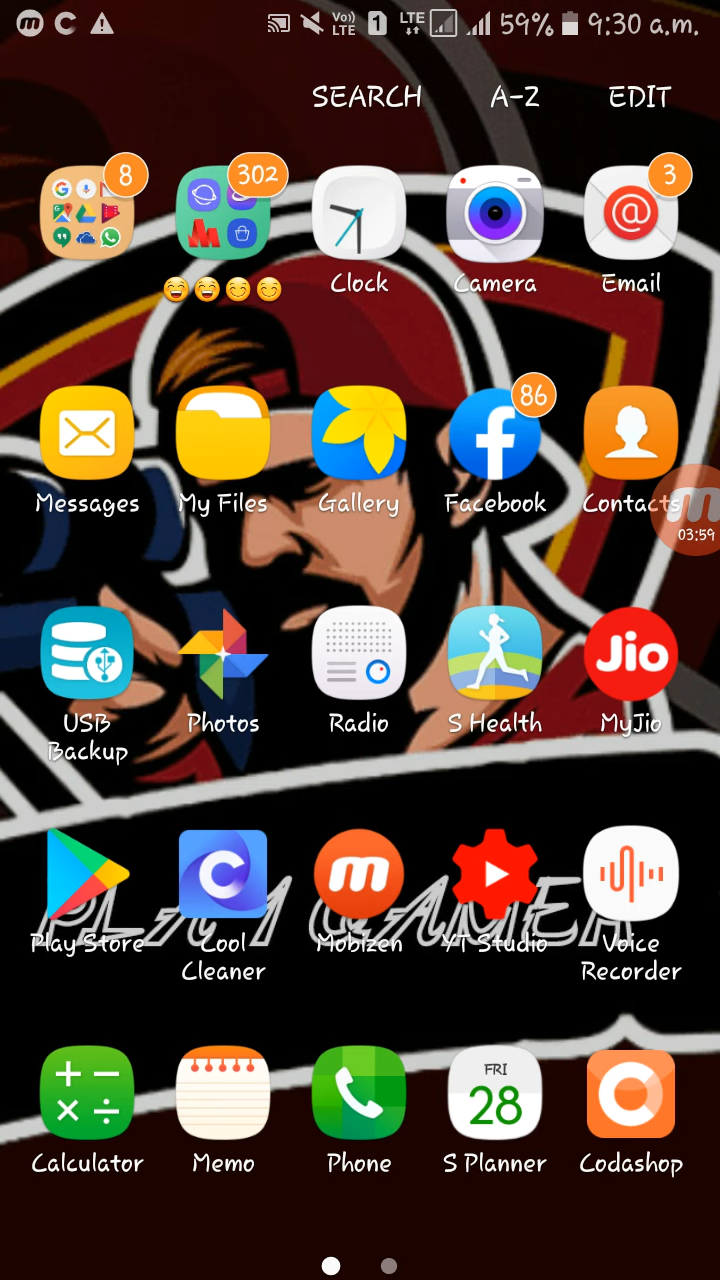 Vo))
LTE
1
LTE
59%
9:30 a.m.
SEARCH
A-Z
EDIT
8
302
3
Clock
Camera
Email
86
Messages
My Files
Gallery
Facebook
Contacts
03:59
Jio
USB
Backup
Photos
Radio
S Health
MyJio
Play Store
Cool
Cleaner
Mobizen
YT Studio
Voice
Recorder
FRI
28
Calculator
Memo
Phone
S Planner
Codashop